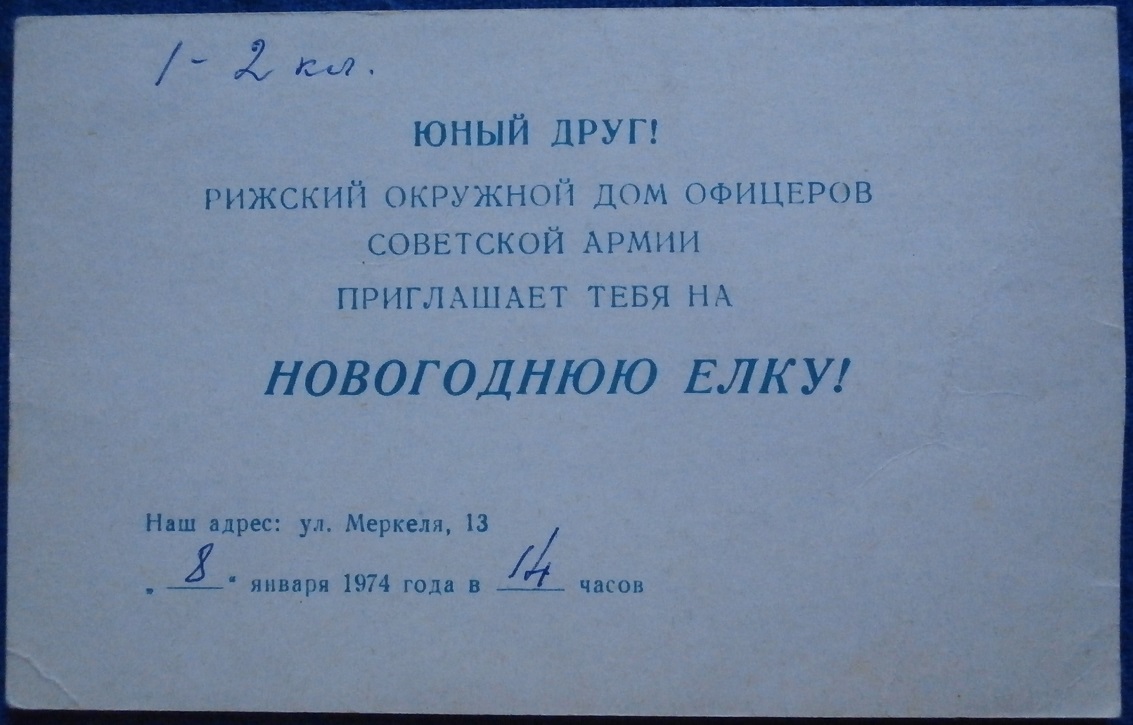 1-2 кл.
ЮНЫЙ ДРУГ!
РИЖСКИЙ ОКРУЖНОЙ ДОМ ОФИЦЕРОВ
СОВЕТСКОЙ АРМИИ
ПРИГЛАШАЕТ ТЕБЯ НА
НОВОГОДНЮЮ ЕЛКУ!
Наш адрес: ул. Меркеля, 13
„ 8 “ января 1974 года в 14 часов